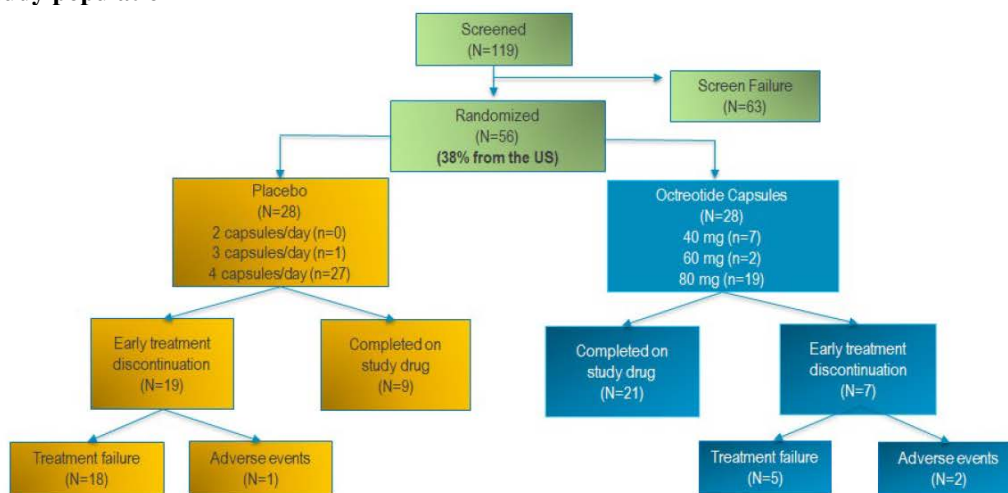 Screened
(N=119)
Screen Failure
(N=63)
Randomized
(N=56)
(38% from the US)
Placebo
(N=28)
2 capsules/day (n=0)
3 capsules/day (n=1)
4 capsules/day (n=27)
Octreotide Capsules
(N=28)
40 mg (n=7)
60 mg (n=2)
80 mg (n=19)
Early treatment
discontinuation
(N=19)
Completed on
study drug
(N=9)
Completed on
study drug
(N=21)
Early treatment
discontinuation
(N=7)
Treatment failure
(N=18)
Adverse events
(N=1)
Treatment failure
(N=5)
Adverse events
(N=2)